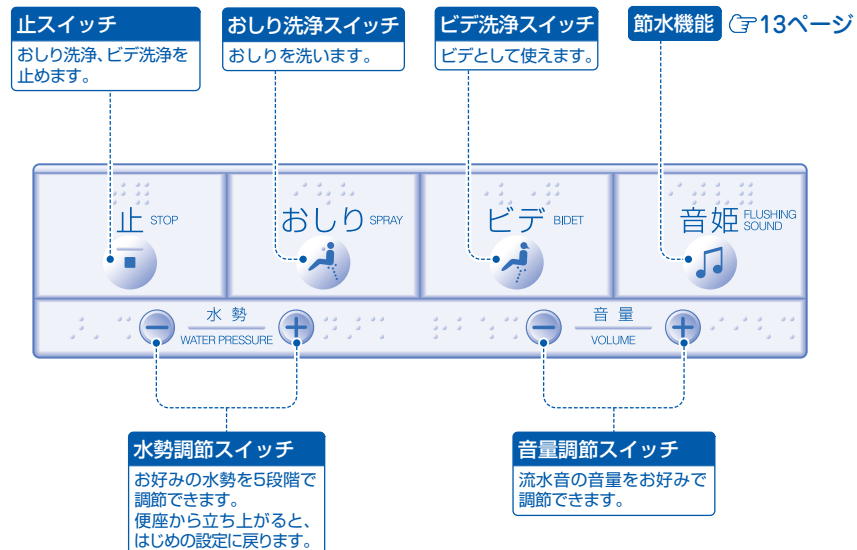 止スイッチ
おしり洗浄、ビデ洗浄を
止めます。
おしり洗浄スイッチ
おしりを洗います。
ビデ洗浄スイッチ
ビデとして使えます。
節水機能 13ページ
止 STOP
おしり SPRAY
ビデ BIDET
音姫 FLUSHING
SOUND
水勢
WATER PRESSURE
音量
VOLUME
水勢調節スイッチ
お好みの水勢を5段階で
調節できます。
便座から立ち上がると、
はじめの設定に戻ります。
音量調節スイッチ
流水音の音量をお好みで
調節できます。